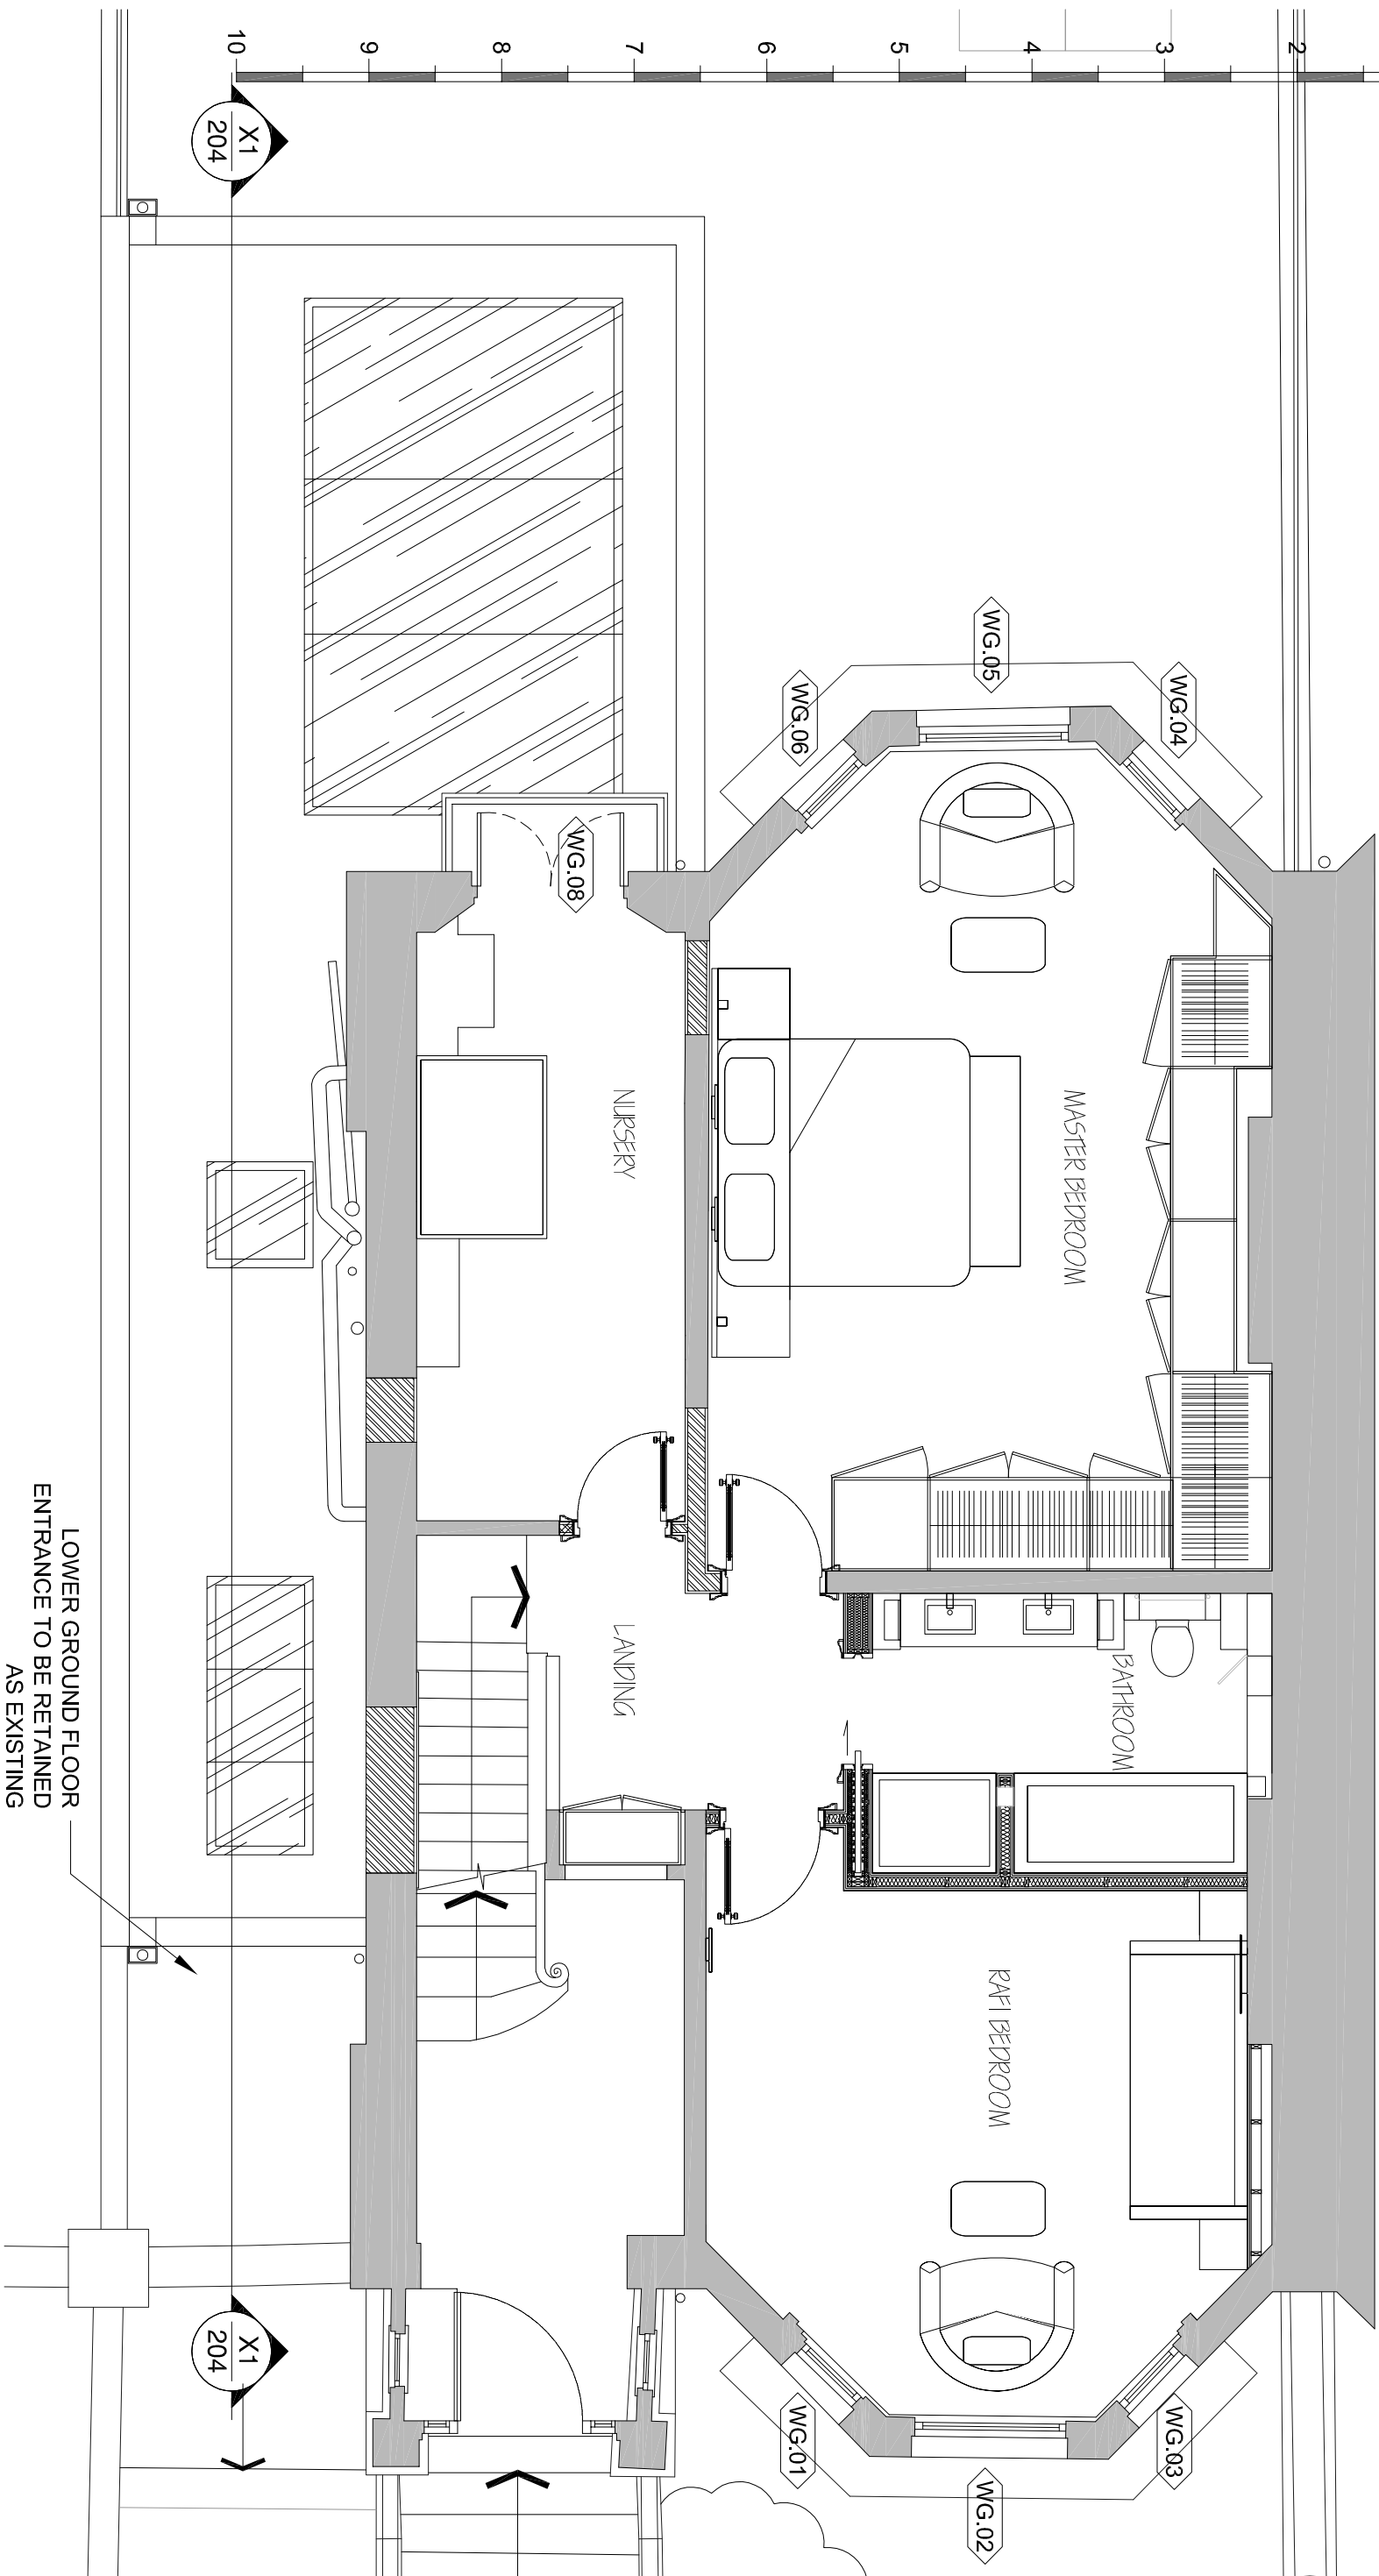 10
9
8
7
6
5
4
3
2
X1
204
WG.05
WG.04
WG.06
WG.08
NURSERY
MASTER BEDROOM
LANDING
BATHROOM
LOWER GROUND FLOOR
ENTRANCE TO BE RETAINED
AS EXISTING
RAFI BEDROOM
X1
204
WG.01
WG.03
WG.02